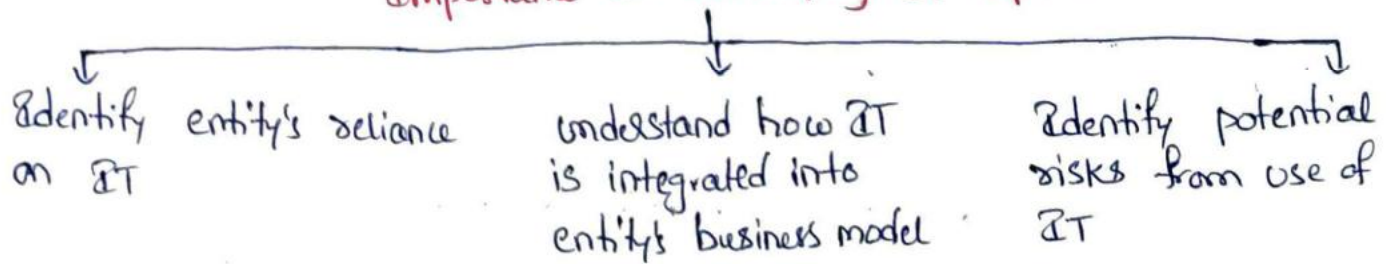 Identify entity's reliance
on IT
understand how IT
is integrated into
entity's business model
Identify potential
risks from use of
IT